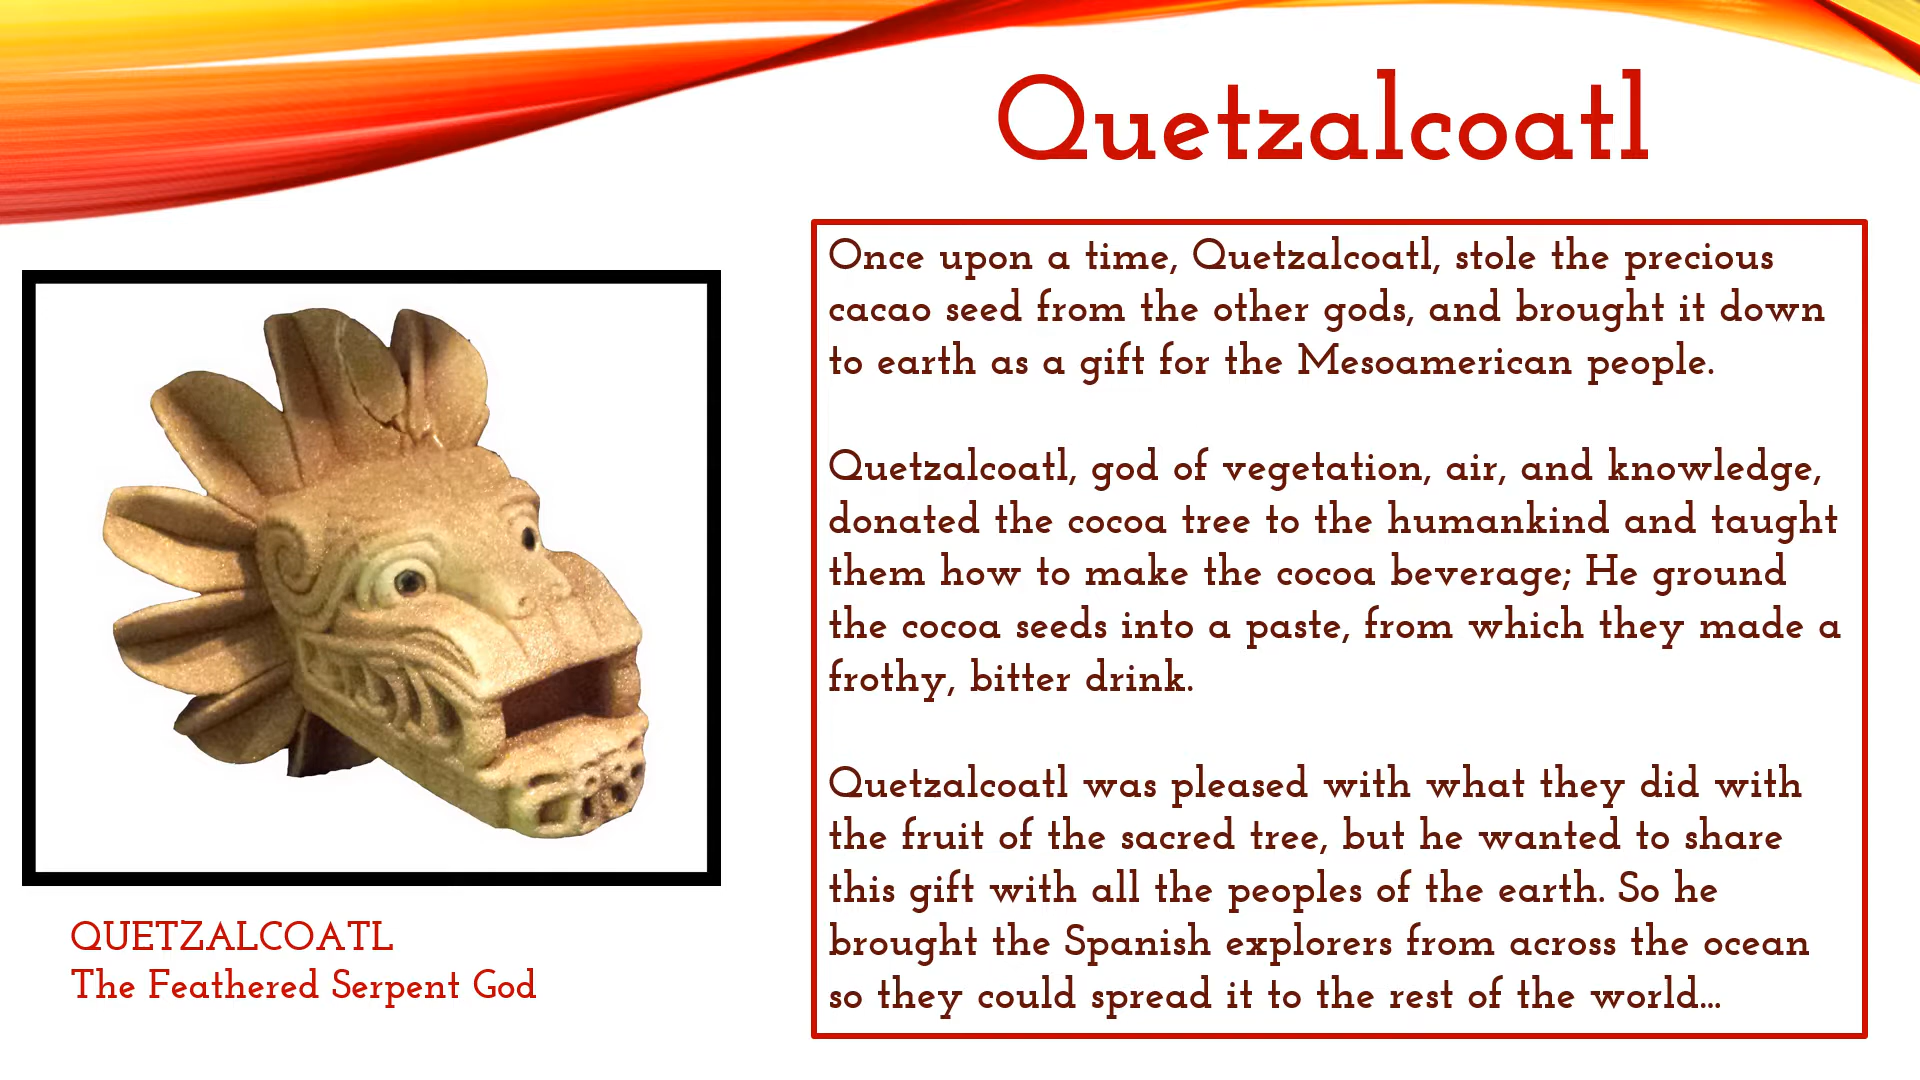 Quetzalcoatl
Once upon a time, Quetzalcoatl, stole the precious
cacao seed from the other gods, and brought it down
to earth as a gift for the Mesoamerican people.
Quetzalcoatl, god of vegetation, air, and knowledge,
donated the cocoa tree to the humankind and taught
them how to make the cocoa beverage; He ground
the cocoa seeds into a paste, from which they made a
frothy, bitter drink.
Quetzalcoatl was pleased with what they did with
the fruit of the sacred tree, but he wanted to share
this gift with all the peoples of the earth. So he
brought the Spanish explorers from across the ocean
so they could spread it to the rest of the world...
QUETZALCOATL
The Feathered Serpent God